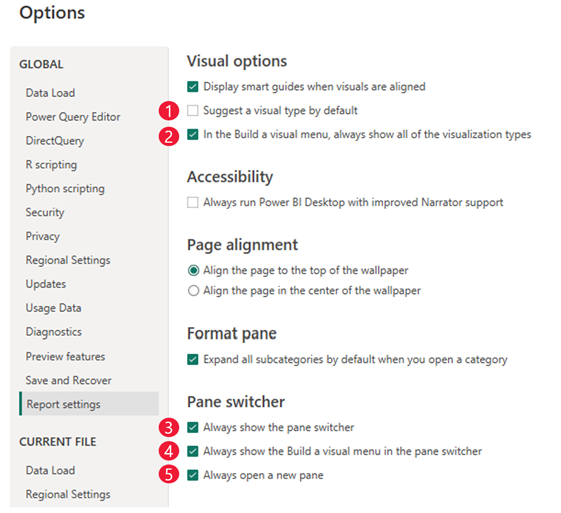 Options
GLOBAL
Data Load
Power Query Editor
DirectQuery
R scripting
Python scripting
Security
Privacy
Regional Settings
Updates
Usage Data
Diagnostics
Preview features
Save and Recover
Report settings
CURRENT FILE
Data Load
Regional Settings
Visual options
Display smart guides when visuals are aligned
1 Suggest a visual type by default
2 In the Build a visual menu, always show all of the visualization types
Accessibility
Always run Power BI Desktop with improved Narrator support
Page alignment
Align the page to the top of the wallpaper
Align the page in the center of the wallpaper
Format pane
Expand all subcategories by default when you open a category
Pane switcher
3 Always show the pane switcher
4 Always show the Build a visual menu in the pane switcher
5 Always open a new pane